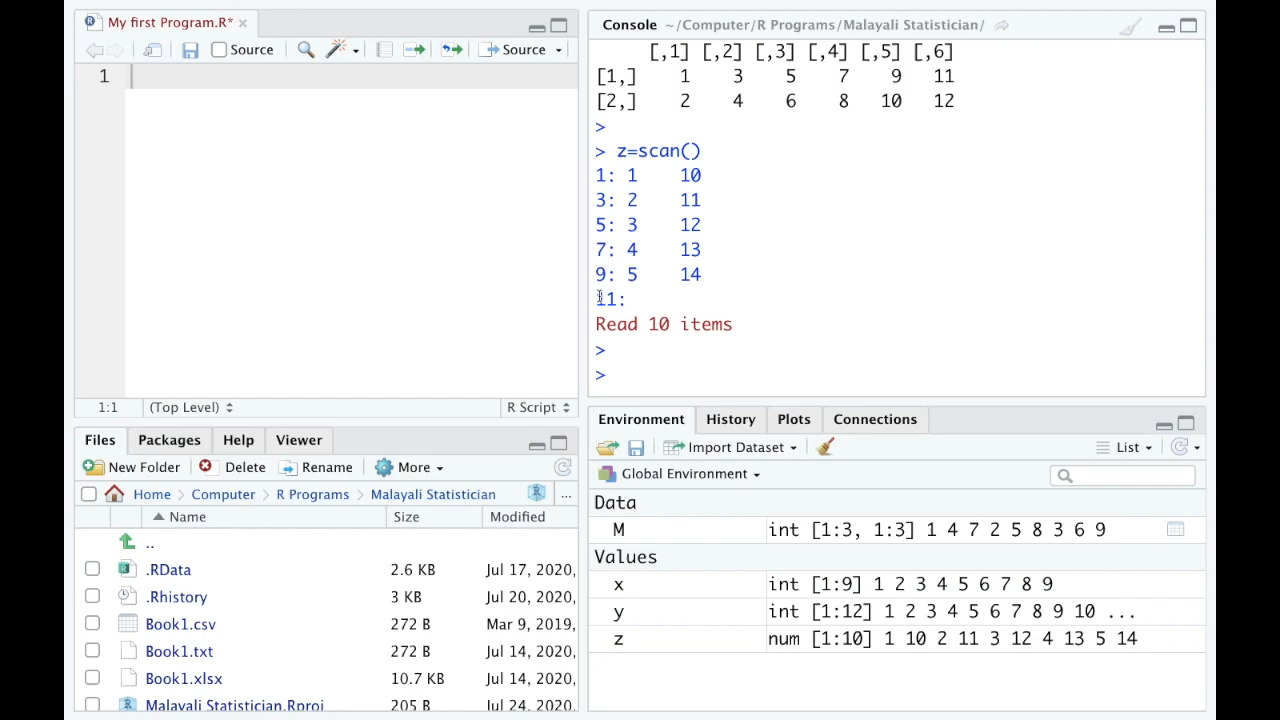 My first Program.R*
Source
Source
1
1:1 (Top Level) R Script
Files Packages Help Viewer
New Folder Delete Rename More
Home Computer R Programs Malayali Statistician ...
Name Size Modified
..
.RData 2.6 KB Jul 17, 2020,
.Rhistory 3 KB Jul 20, 2020,
Book1.csv 272 B Mar 9, 2019,
Book1.txt 272 B Jul 14, 2020,
Book1.xlsx 10.7 KB Jul 14, 2020,
Malayali Statistician.Rproj 205 B Jul 24, 2020,
Console ~/Computer/R Programs/Malayali Statistician/
[,1] [,2] [,3] [,4] [,5] [,6]
[1,] 1 3 5 7 9 11
[2,] 2 4 6 8 10 12
>
> z=scan()
1: 1 10
3: 2 11
5: 3 12
7: 4 13
9: 5 14
11:
Read 10 items
>
>
Environment History Plots Connections
Import Dataset List
Global Environment
Data
M int [1:3, 1:3] 1 4 7 2 5 8 3 6 9
Values
x int [1:9] 1 2 3 4 5 6 7 8 9
y int [1:12] 1 2 3 4 5 6 7 8 9 10 ...
z num [1:10] 1 10 2 11 3 12 4 13 5 14